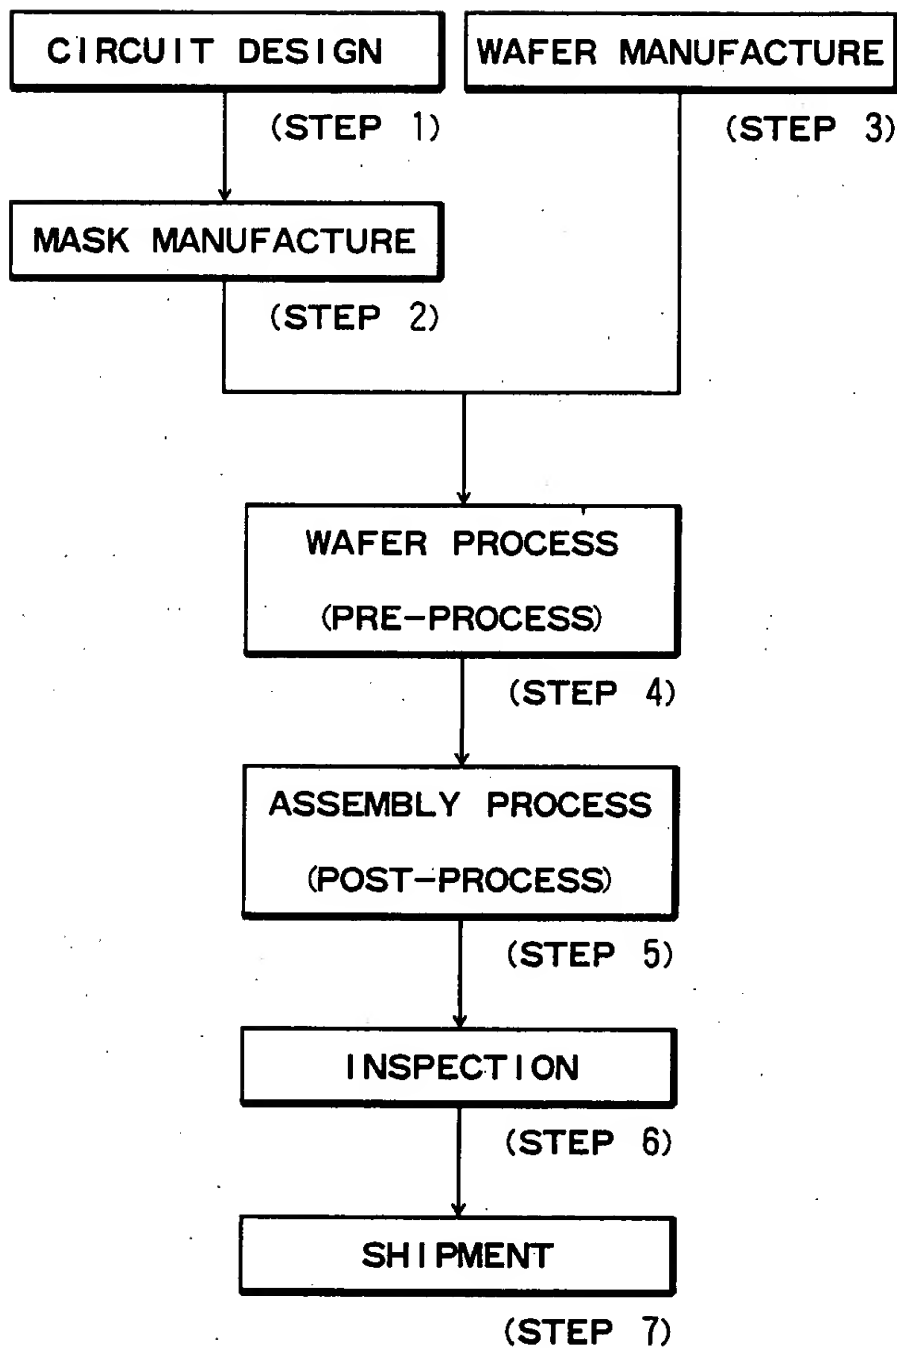 CIRCUIT DESIGN
(STEP 1)
WAFER MANUFACTURE
(STEP 3)
MASK MANUFACTURE
(STEP 2)
WAFER PROCESS
(PRE-PROCESS)
(STEP 4)
ASSEMBLY PROCESS
(POST-PROCESS)
(STEP 5)
INSPECTION
(STEP 6)
SHIPMENT
(STEP 7)